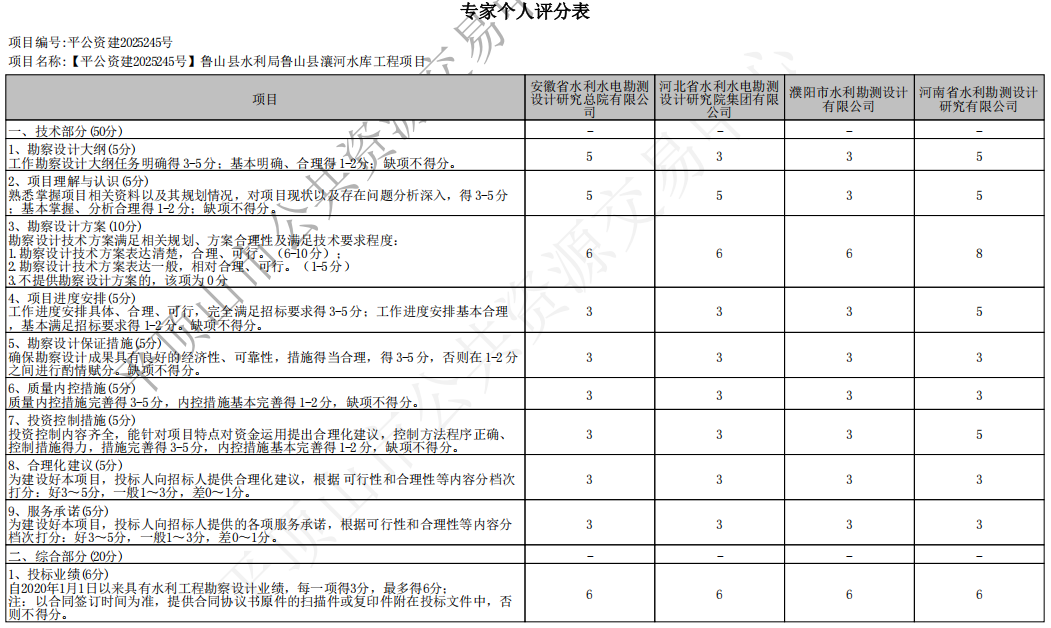 专家个人评分表
项目编号:平公资建2025245号
项目名称:【平公资建2025245号】鲁山县水利局鲁山县瀼河水库工程项目
项目
安徽省水利水电勘测
设计研究总院有限公
司
河北省水利水电勘测
设计研究院集团有限
公司
濮阳市水利勘测设计
有限公司
河南省水利勘测设计
研究有限公司
一、技术部分(50分) - - - -
1、勘察设计大纲(5分)
工作勘察设计大纲任务明确得3-5分；基本明确、合理得1-2分；缺项不得分。 5 3 3 5
2、项目理解与认识(5分)
熟悉掌握项目相关资料以及其规划情况，对项目现状以及存在问题分析深入，得3-5分
；基本掌握、分析合理得1-2分；缺项不得分。 5 5 3 5
3、勘察设计方案(10分)
勘察设计技术方案满足相关规划、方案合理性及满足技术要求程度：
1.勘察设计技术方案表达清楚，合理、可行。（6-10分）；
2.勘察设计技术方案表达一般，相对合理、可行。（1-5分）
3.不提供勘察设计方案的，该项为0分 6 6 6 8
4、项目进度安排(5分)
工作进度安排具体、合理、可行，完全满足招标要求得3-5分；工作进度安排基本合理
，基本满足招标要求得1-2分。缺项不得分。 3 3 3 5
5、勘察设计保证措施(5分)
确保勘察设计成果具有良好的经济性、可靠性，措施得当合理，得3-5分，否则在1-2分
之间进行酌情赋分。缺项不得分。 3 3 3 3
6、质量内控措施(5分)
质量内控措施完善得3-5分，内控措施基本完善得1-2分，缺项不得分。 3 3 3 3
7、投资控制措施(5分)
投资控制内容齐全，能针对项目特点对资金运用提出合理化建议，控制方法程序正确、
控制措施得力，措施完善得3-5分，内控措施基本完善得1-2分，缺项不得分。 3 3 3 5
8、合理化建议(5分)
为建设好本项目，投标人向招标人提供合理化建议，根据可行性和合理性等内容分档次
打分：好3～5分，一般1～3分，差0～1分。 3 3 3 3
9、服务承诺(5分)
为建设好本项目，投标人向招标人提供的各项服务承诺，根据可行性和合理性等内容分
档次打分：好3～5分，一般1～3分，差0～1分。 3 3 3 3
二、综合部分(20分) - - - -
1、投标业绩(6分)
自2020年1月1日以来具有水利工程勘察设计业绩，每一项得3分，最多得6分；
注：以合同签订时间为准，提供合同协议书原件的扫描件或复印件附在投标文件中，否
则不得分。 6 6 6 6
平顶山市公共资源交易中心
平顶山市公共资源交易中心